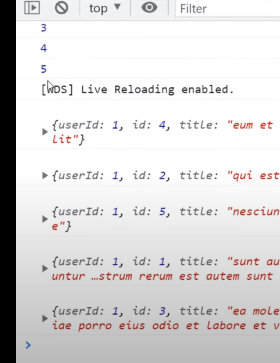 top ▼ Filter
3
4
5
[WDS] Live Reloading enabled.
▶ {userId: 1, id: 4, title: "eum et
lit"}
▶ {userId: 1, id: 2, title: "qui est
▶ {userId: 1, id: 5, title: "nesciun
e"}
▶ {userId: 1, id: 1, title: "sunt au
untur …strum rerum est autem sunt
▶ {userId: 1, id: 3, title: "ea mole
iae porro eius odio et labore et v
>